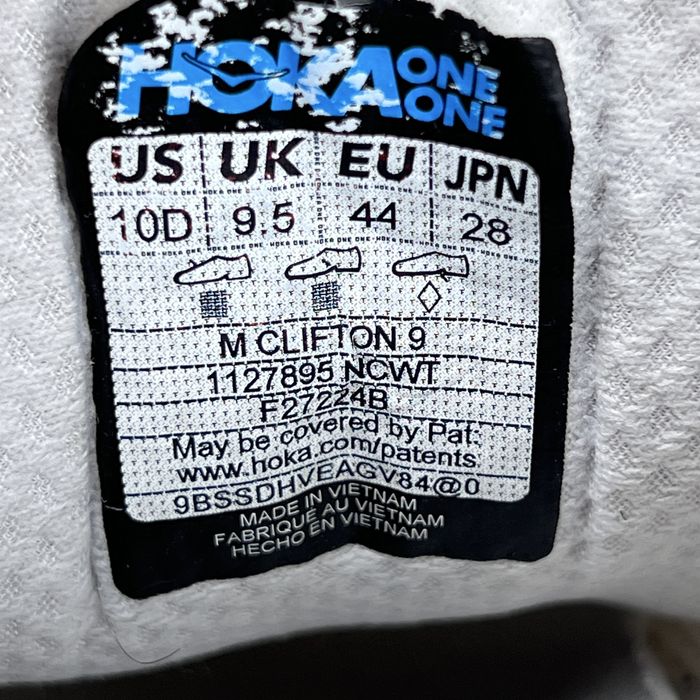 HOKA ONE ONE
US UK EU JPN
10D 9.5 44 28
M CLIFTON 9
1127895 NCWT
F27224B
May be covered by Pat:
www.hoka.com/patents
9BSSDHVEAGV84@0
MADE IN VIETNAM
FABRIQUÉ AU VIETNAM
HECHO EN VIETNAM